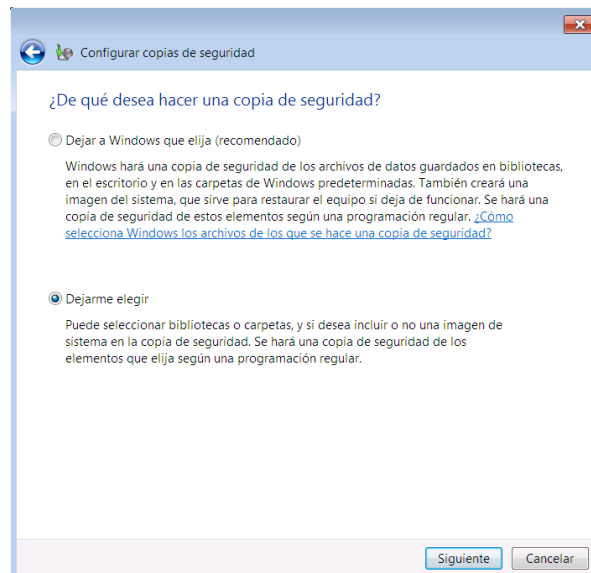 Configurar copias de seguridad
¿De qué desea hacer una copia de seguridad?
Dejar a Windows que elija (recomendado)
Windows hará una copia de seguridad de los archivos de datos guardados en bibliotecas,
en el escritorio y en las carpetas de Windows predeterminadas. También creará una
imagen del sistema, que sirve para restaurar el equipo si deja de funcionar. Se hará una
copia de seguridad de estos elementos según una programación regular. ¿Cómo
selecciona Windows los archivos de los que se hace una copia de seguridad?
Dejarme elegir
Puede seleccionar bibliotecas o carpetas, y si desea incluir o no una imagen de
sistema en la copia de seguridad. Se hará una copia de seguridad de los
elementos que elija según una programación regular.
Siguiente Cancelar